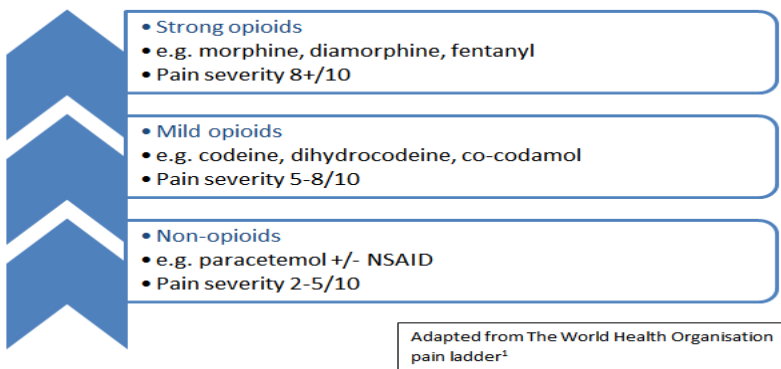 • Strong opioids
• e.g. morphine, diamorphine, fentanyl
• Pain severity 8+/10
• Mild opioids
• e.g. codeine, dihydrocodeine, co-codamol
• Pain severity 5-8/10
• Non-opioids
• e.g. paracetemol +/- NSAID
• Pain severity 2-5/10
Adapted from The World Health Organisation
pain ladder¹